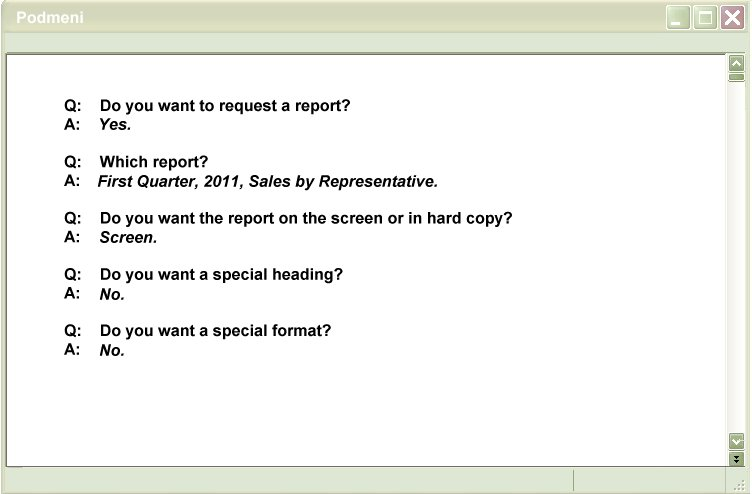 Podmeni
Q: Do you want to request a report?
A: Yes.
Q: Which report?
A: First Quarter, 2011, Sales by Representative.
Q: Do you want the report on the screen or in hard copy?
A: Screen.
Q: Do you want a special heading?
A: No.
Q: Do you want a special format?
A: No.